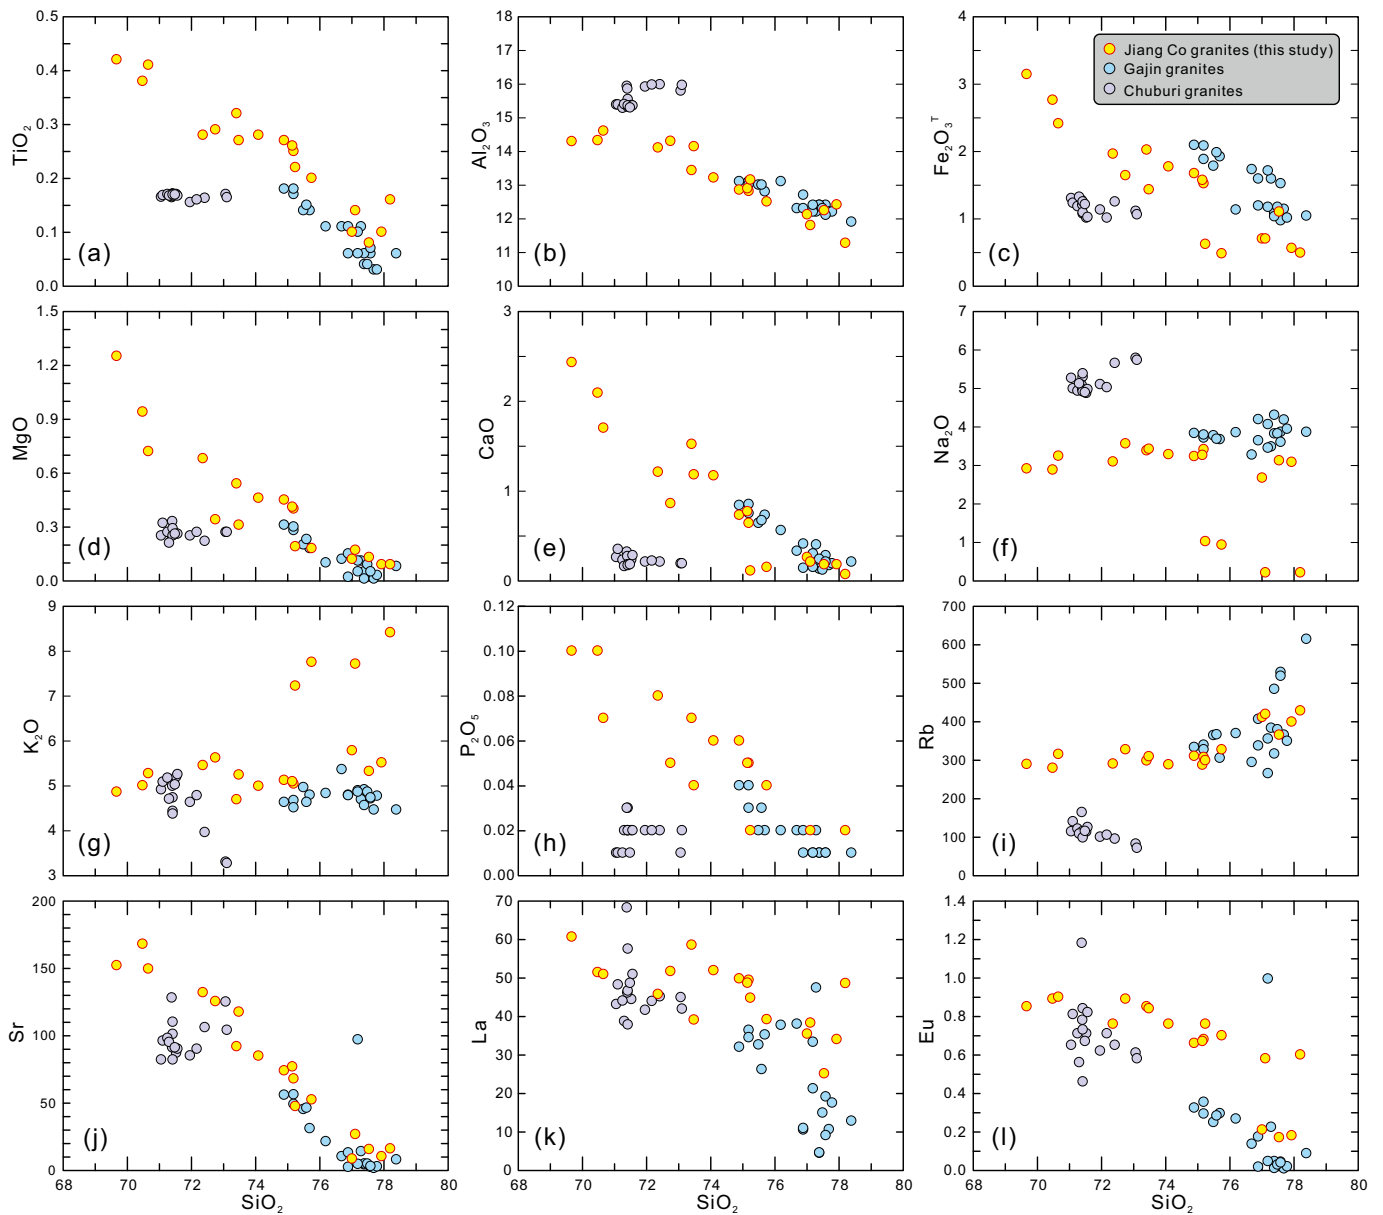 0.5
0.4
0.3
0.2
0.1
0.0
TiO₂
(a)
18
17
16
15
14
13
12
11
10
Al₂O₃
(b)
4
3
2
1
0
Fe₂O₃ᵀ
(c)
Jiang Co granites (this study)
Gajin granites
Chuburi granites
1.5
1.2
0.9
0.6
0.3
0.0
MgO
(d)
3
2
1
0
CaO
(e)
7
6
5
4
3
2
1
0
Na₂O
(f)
9
8
7
6
5
4
3
K₂O
(g)
0.12
0.10
0.08
0.06
0.04
0.02
0.00
P₂O₅
(h)
700
600
500
400
300
200
100
0
Rb
(i)
200
150
100
50
0
Sr
(j)
68 70 72 74 76 78 80
SiO₂
70
60
50
40
30
20
10
0
La
(k)
68 70 72 74 76 78 80
SiO₂
1.4
1.2
1.0
0.8
0.6
0.4
0.2
0.0
Eu
(l)
68 70 72 74 76 78 80
SiO₂